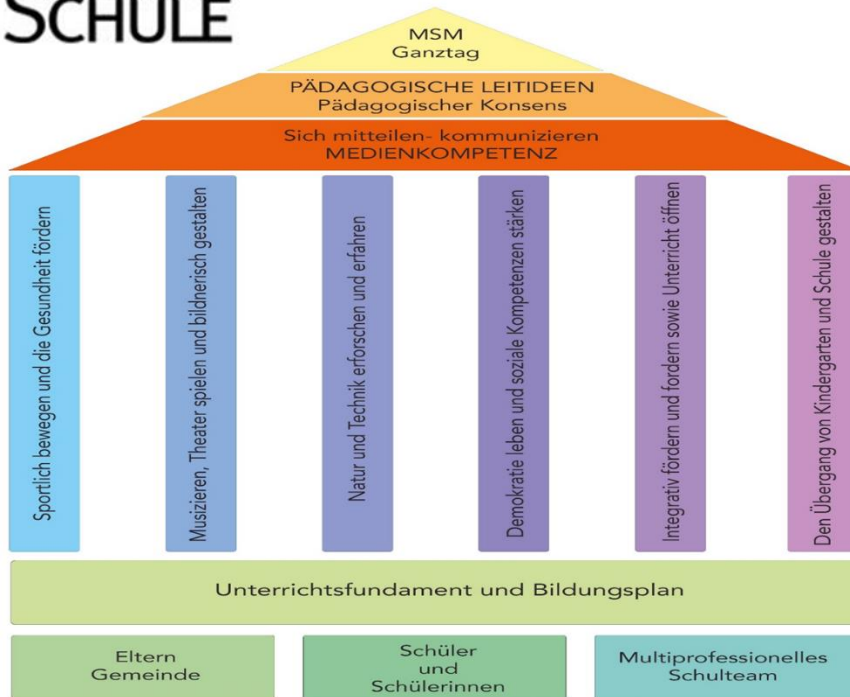 SCHULE
MSM
Ganztag
PÄDAGOGISCHE LEITIDEEN
Pädagogischer Konsens
Sich mitteilen- kommunizieren
MEDIENKOMPETENZ
Sportlich bewegen und die Gesundheit fördern
Musizieren, Theater spielen und bildnerisch gestalten
Natur und Technik erforschen und erfahren
Demokratie leben und soziale Kompetenzen stärken
Integrativ fördern und fordern sowie Unterricht öffnen
Den Übergang von Kindergarten und Schule gestalten
Unterrichtsfundament und Bildungsplan
Eltern
Gemeinde
Schüler
und
Schülerinnen
Multiprofessionelles
Schulteam